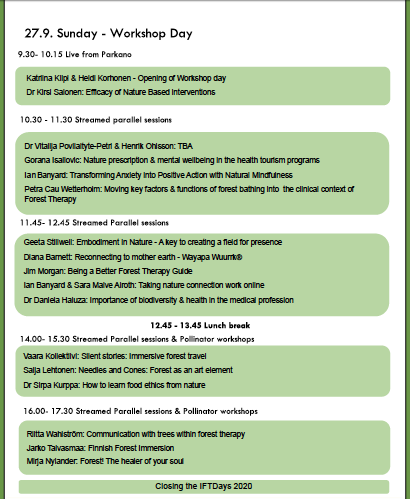 27.9. Sunday - Workshop Day
9.30- 10.15 Live from Parkano
Katriina Kilpi & Heidi Korhonen - Opening of Workshop day
Dr Kirsi Salonen: Efficacy of Nature Based Interventions
10.30 - 11.30 Streamed parallel sessions
Dr Vitalija Povilaityte-Petri & Henrik Ohlsson: TBA
Gorana Isailovic: Nature prescription & mental wellbeing in the health tourism programs
Ian Banyard: Transforming Anxiety into Positive Action with Natural Mindfulness
Petra Cau Wetterholm: Moving key factors & functions of forest bathing into the clinical context of
Forest Therapy
11.45- 12.45 Streamed Parallel sessions
Geeta Stilwell: Embodiment in Nature - A key to creating a field for presence
Diana Barnett: Reconnecting to mother earth - Wayapa Wuurrk®
Jim Morgan: Being a Better Forest Therapy Guide
Ian Banyard & Sara Maive Airoth: Taking nature connection work online
Dr Daniela Haluza: Importance of biodiversity & health in the medical profession
12.45 - 13.45 Lunch break
14.00- 15.30 Streamed Parallel sessions & Pollinator workshops
Vaara Kollektiivi: Silent stories: Immersive forest travel
Saija Lehtonen: Needles and Cones: Forest as an art element
Dr Sirpa Kurppa: How to learn food ethics from nature
16.00- 17.30 Streamed Parallel sessions & Pollinator workshops
Riitta Wahlström: Communication with trees within forest therapy
Jarko Taivasmaa: Finnish Forest Immersion
Mirja Nylander: Forest! The healer of your soul
Closing the IFTDays 2020